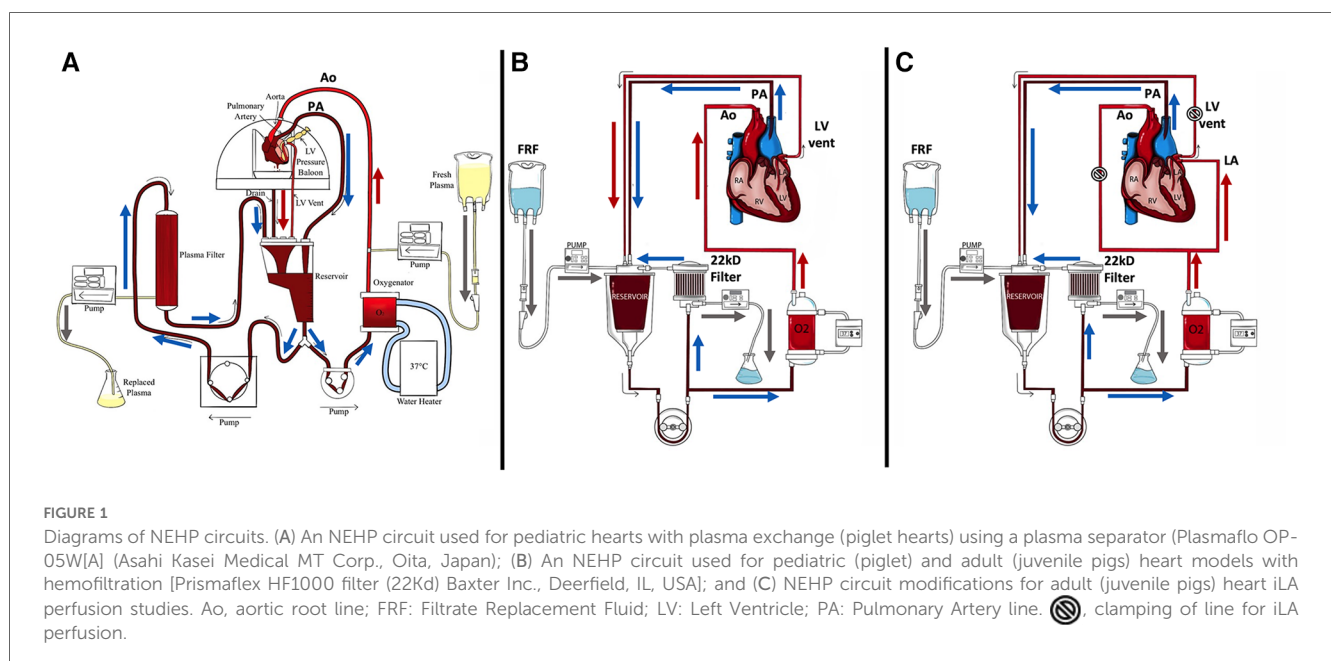 A
Ao
Aorta
Pulmonary
Artery
PA
LV
Pressure
Baloon
Drain
LV Vent
Fresh
Plasma
Plasma Filter
Reservoir
Pump
Pump
Oxygenator
O₂
Replaced
Plasma
37°C
Water Heater
Pump
Pump
B
PA
Ao
LV
vent
FRF
RA
LA
RV
LV
PUMP
22kD
Filter
RESERVOIR
O2
37
C
PA
Ao
LV
vent
LA
FRF
RA
LA
RV
LV
PUMP
22kD
Filter
RESERVOIR
O2
37
FIGURE 1
Diagrams of NEHP circuits. (A) An NEHP circuit used for pediatric hearts with plasma exchange (piglet hearts) using a plasma separator (Plasmaflo OP-
05W[A] (Asahi Kasei Medical MT Corp., Oita, Japan); (B) An NEHP circuit used for pediatric (piglet) and adult (juvenile pigs) heart models with
hemofiltration [Prismaflex HF1000 filter (22Kd) Baxter Inc., Deerfield, IL, USA]; and (C) NEHP circuit modifications for adult (juvenile pigs) heart iLA
perfusion studies. Ao, aortic root line; FRF: Filtrate Replacement Fluid; LV: Left Ventricle; PA: Pulmonary Artery line. , clamping of line for iLA
perfusion.